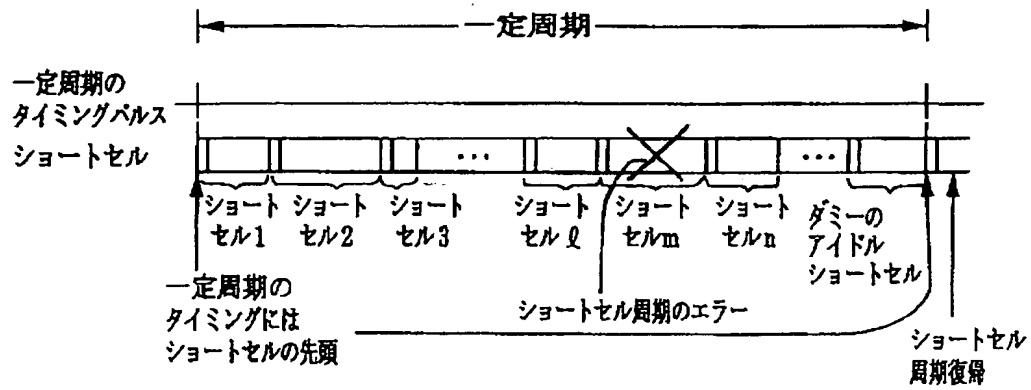 一定周期
一定周期の
タイミングパルス
ショートセル
...
...
ショート
セル1
ショート
セル2
ショート
セル3
ショート
セルℓ
ショート
セルm
ショート
セルn
ダミーの
アイドル
ショートセル
一定周期の
タイミングには
ショートセルの先頭
ショートセル周期のエラー
ショートセル
周期復帰